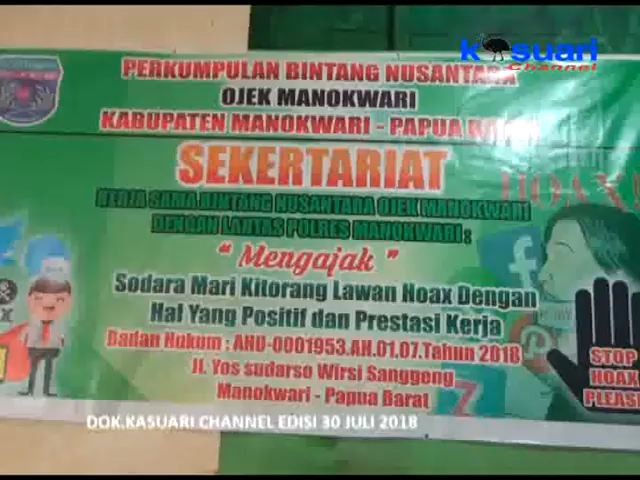 kasuari
Channel
PERKUMPULAN BINTANG NUSANTARA
OJEK MANOKWARI
KABUPATEN MANOKWARI - PAPUA
SEKERTARIAT
HOAX
KERJA SAMA BINTANG NUSANTARA OJEK MANOKWARI
DENGAN LANTAS POLRES MANOKWARI :
" Mengajak "
Sodara Mari Kitorang Lawan Hoax Dengan
Hal Yang Positif dan Prestasi Kerja
Badan Hukum : AHU-0001953.AH.01.07.Tahun 2018
Jl. Yos sudarso Wirsi Sanggeng
Manokwari - Papua Barat
STOP
HOAX
PLEASE
DOK.KASUARI CHANNEL EDISI 30 JULI 2018